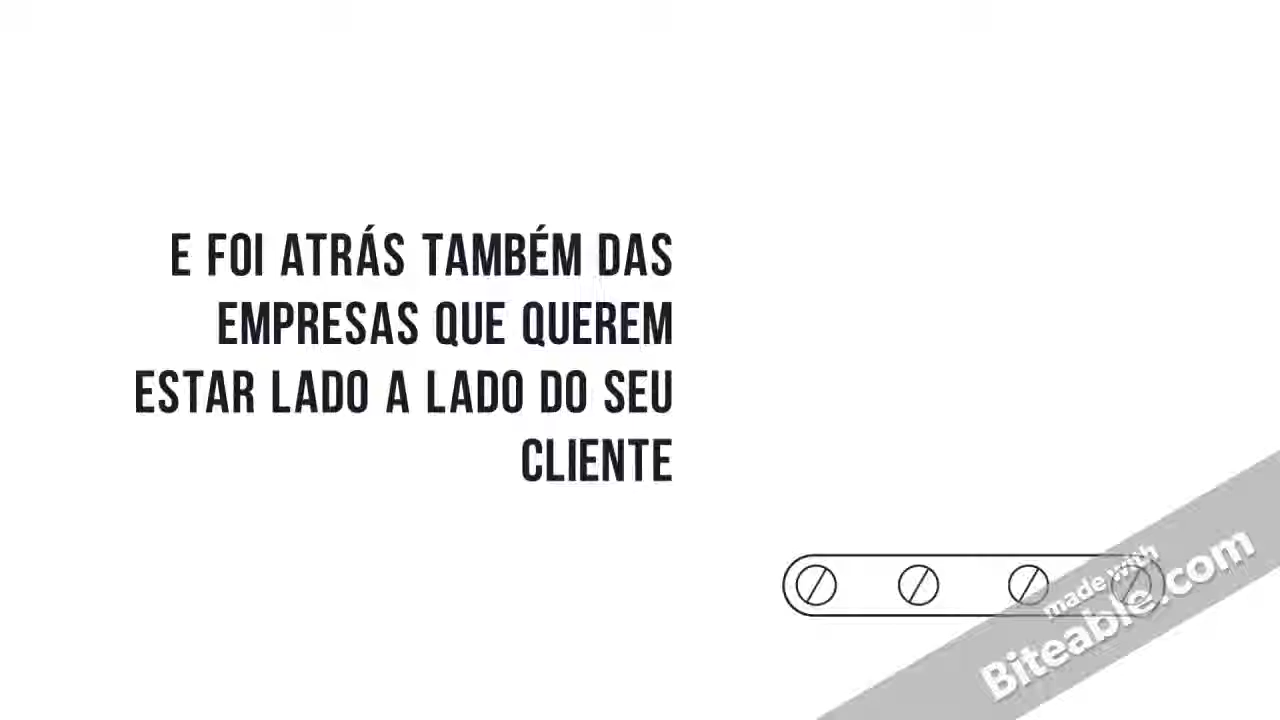 E FOI ATRÁS TAMBÉM DAS
EMPRESAS QUE QUEREM
ESTAR LADO A LADO DO SEU
CLIENTE
made with
Biteable.com